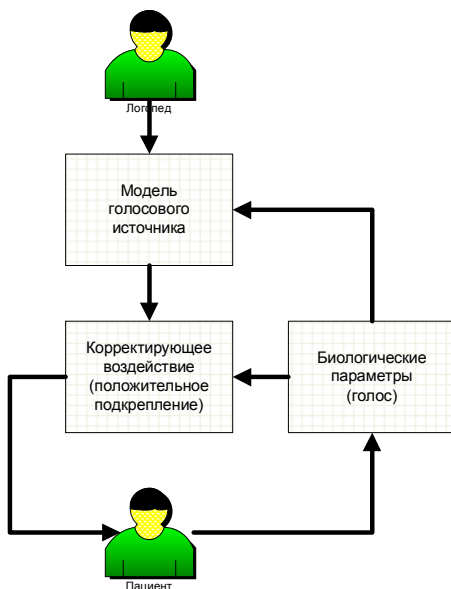 Логопед
Модель
голосового
источника
Корректирующее
воздействие
(положительное
подкрепление)
Биологические
параметры
(голос)
Пациент